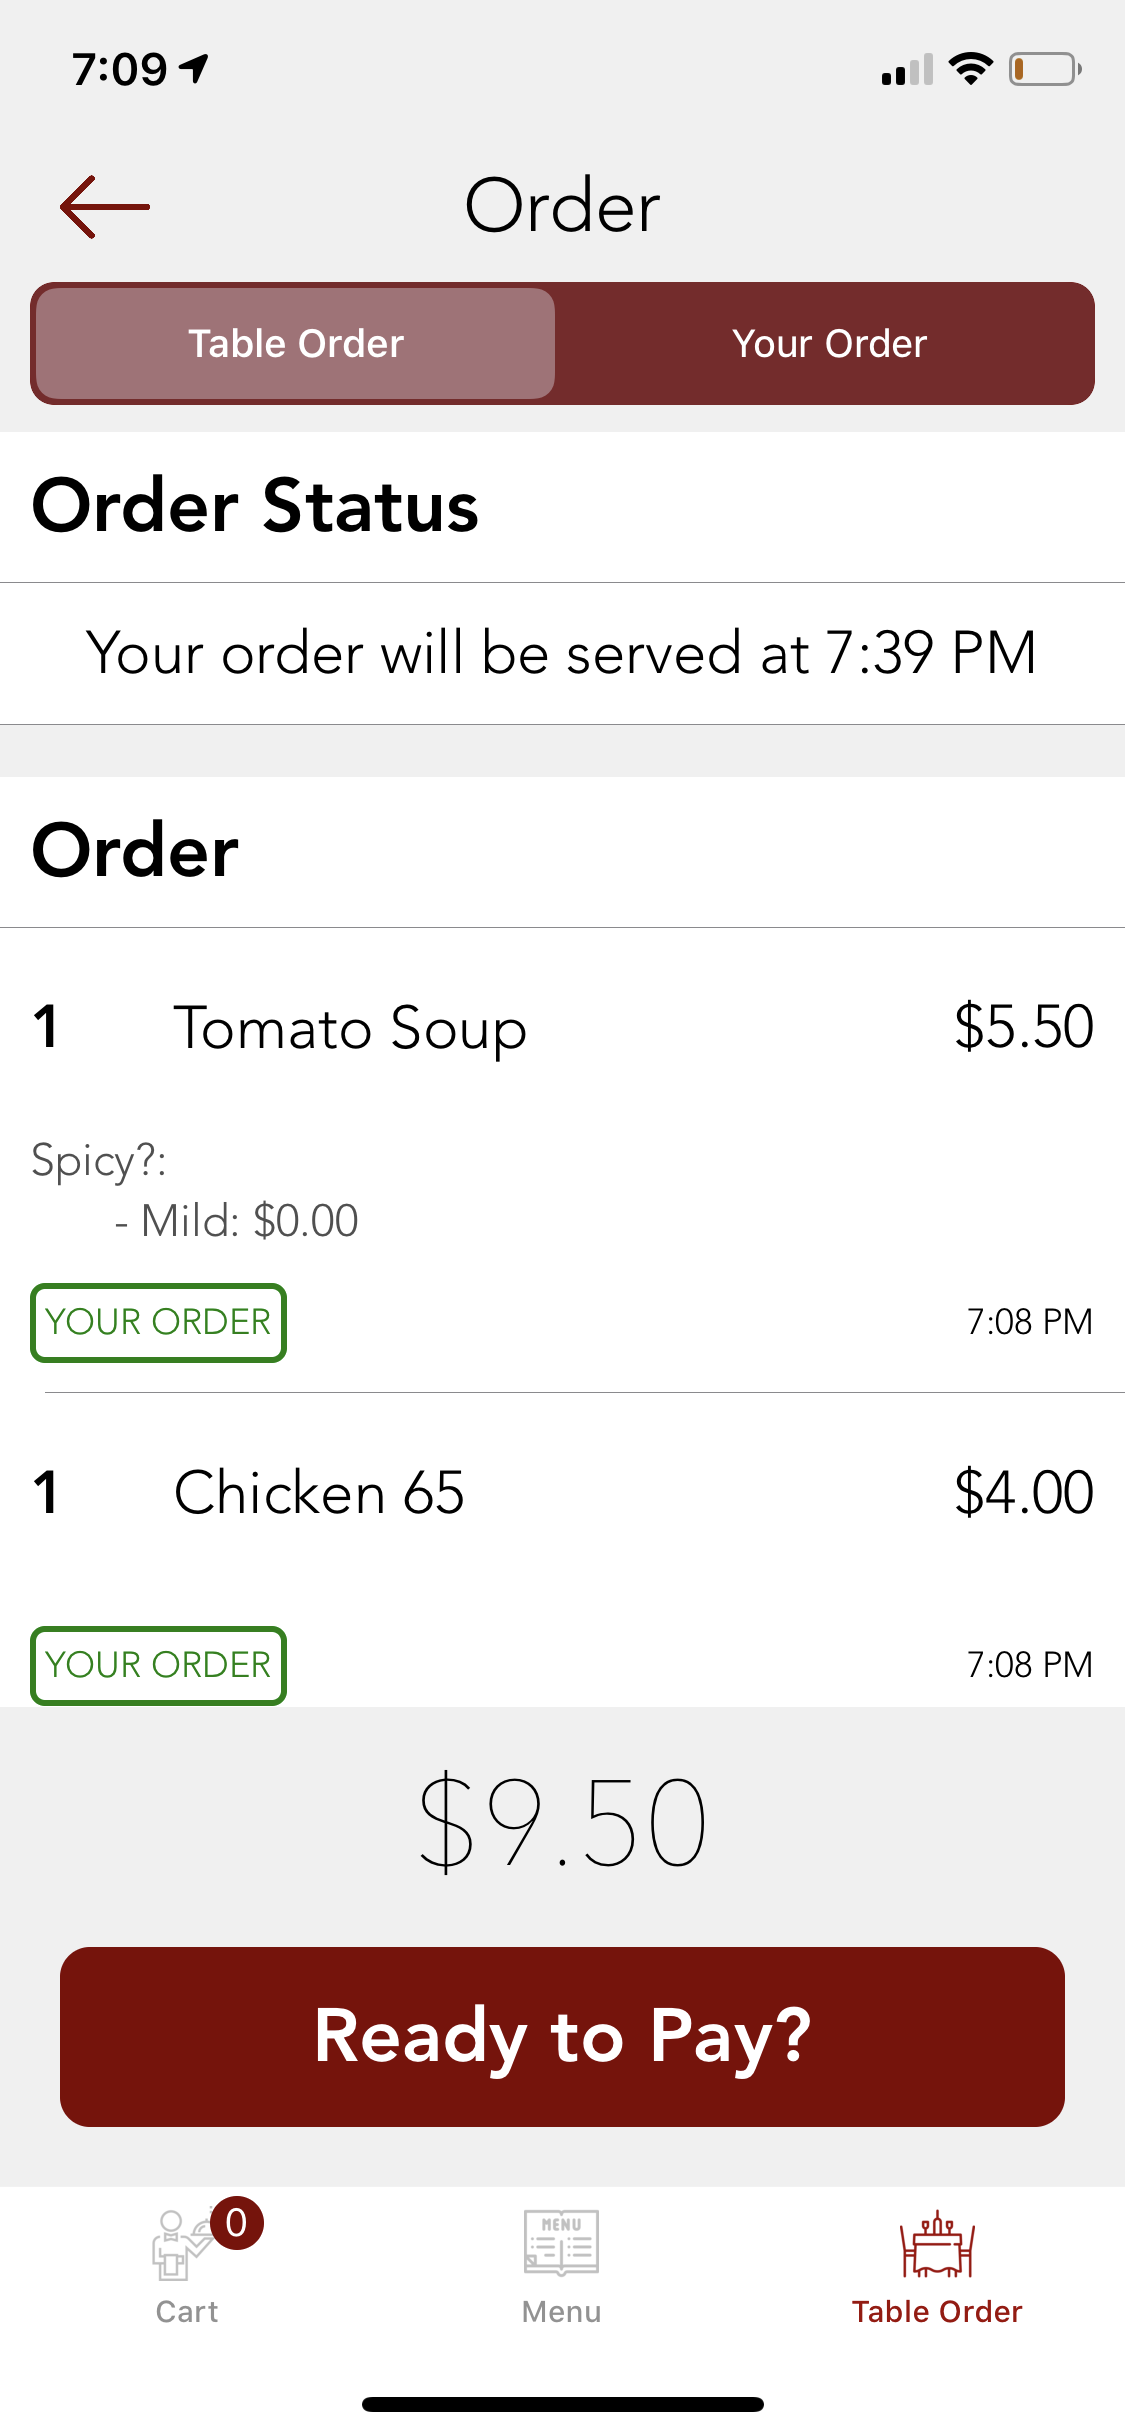 7:09
Order
Table Order
Your Order
Order Status
Your order will be served at 7:39 PM
Order
1 Tomato Soup $5.50
Spicy?:
- Mild: $0.00
YOUR ORDER 7:08 PM
1 Chicken 65 $4.00
YOUR ORDER 7:08 PM
$9.50
Ready to Pay?
0
MENU
Cart
Menu
Table Order